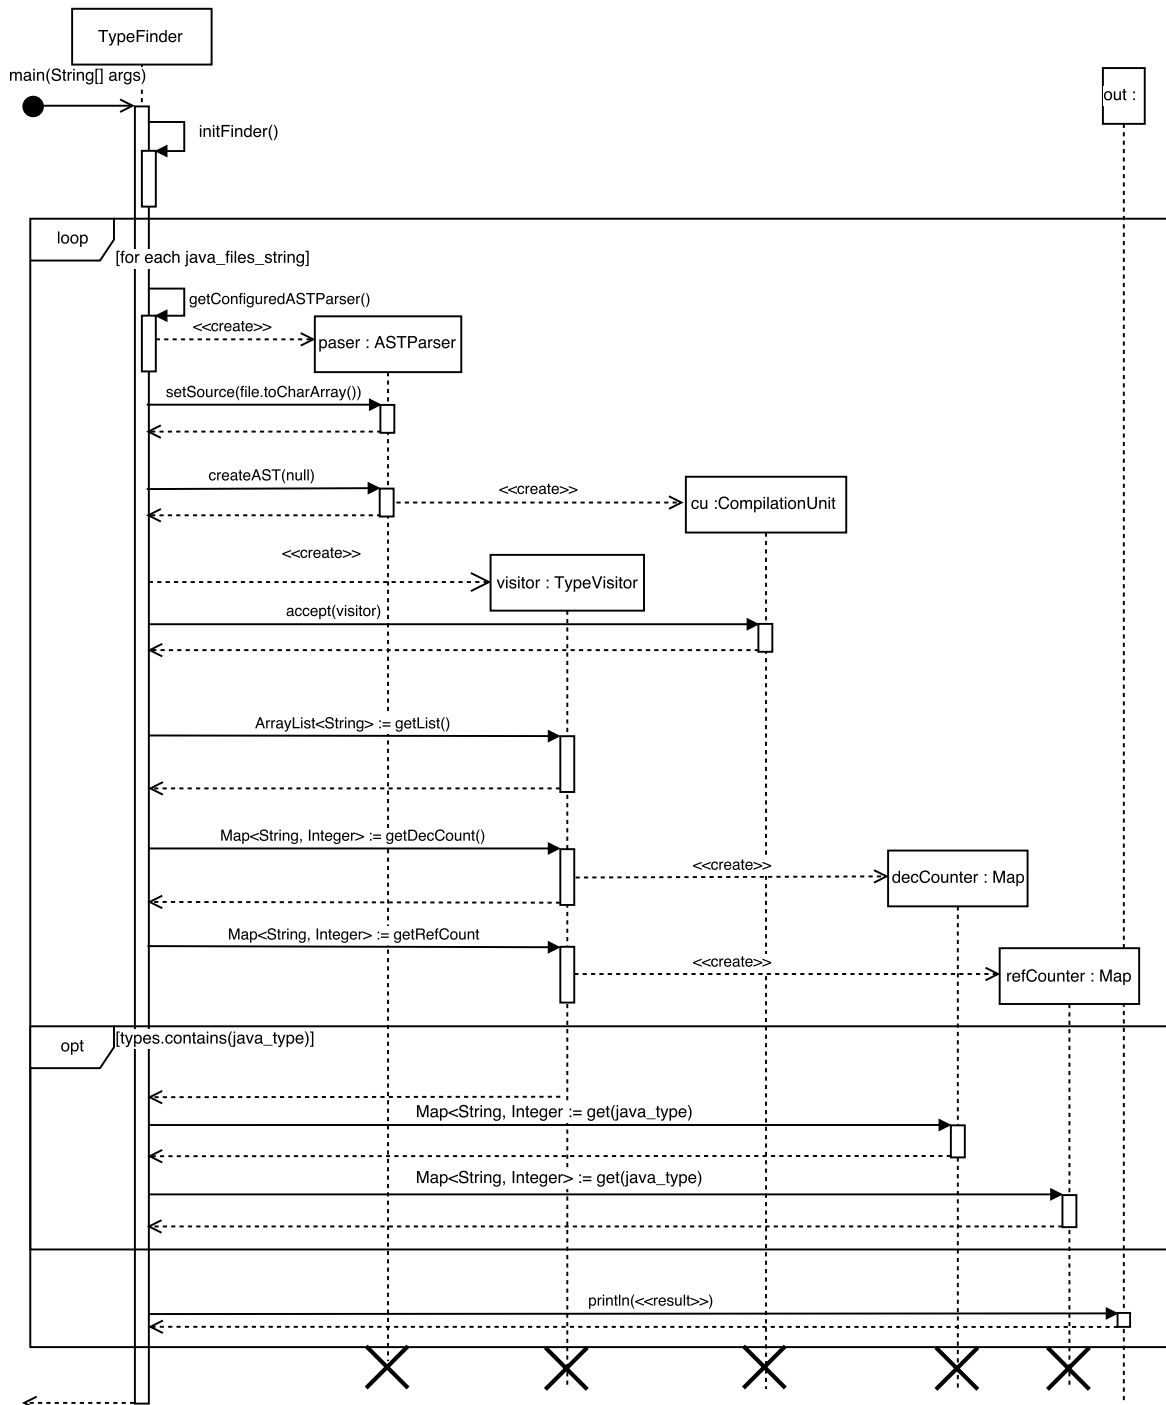 TypeFinder
main(String[] args)
out :
initFinder()
loop
[for each java_files_string]
getConfiguredASTParser()
<<create>>
paser : ASTParser
setSource(file.toCharArray())
createAST(null)
<<create>>
cu :CompilationUnit
<<create>>
visitor : TypeVisitor
accept(visitor)
ArrayList<String> := getList()
Map<String, Integer> := getDecCount()
<<create>>
decCounter : Map
Map<String, Integer> := getRefCount
<<create>>
refCounter : Map
opt
[types.contains(java_type)]
Map<String, Integer := get(java_type)
Map<String, Integer> := get(java_type)
println(<<result>>)